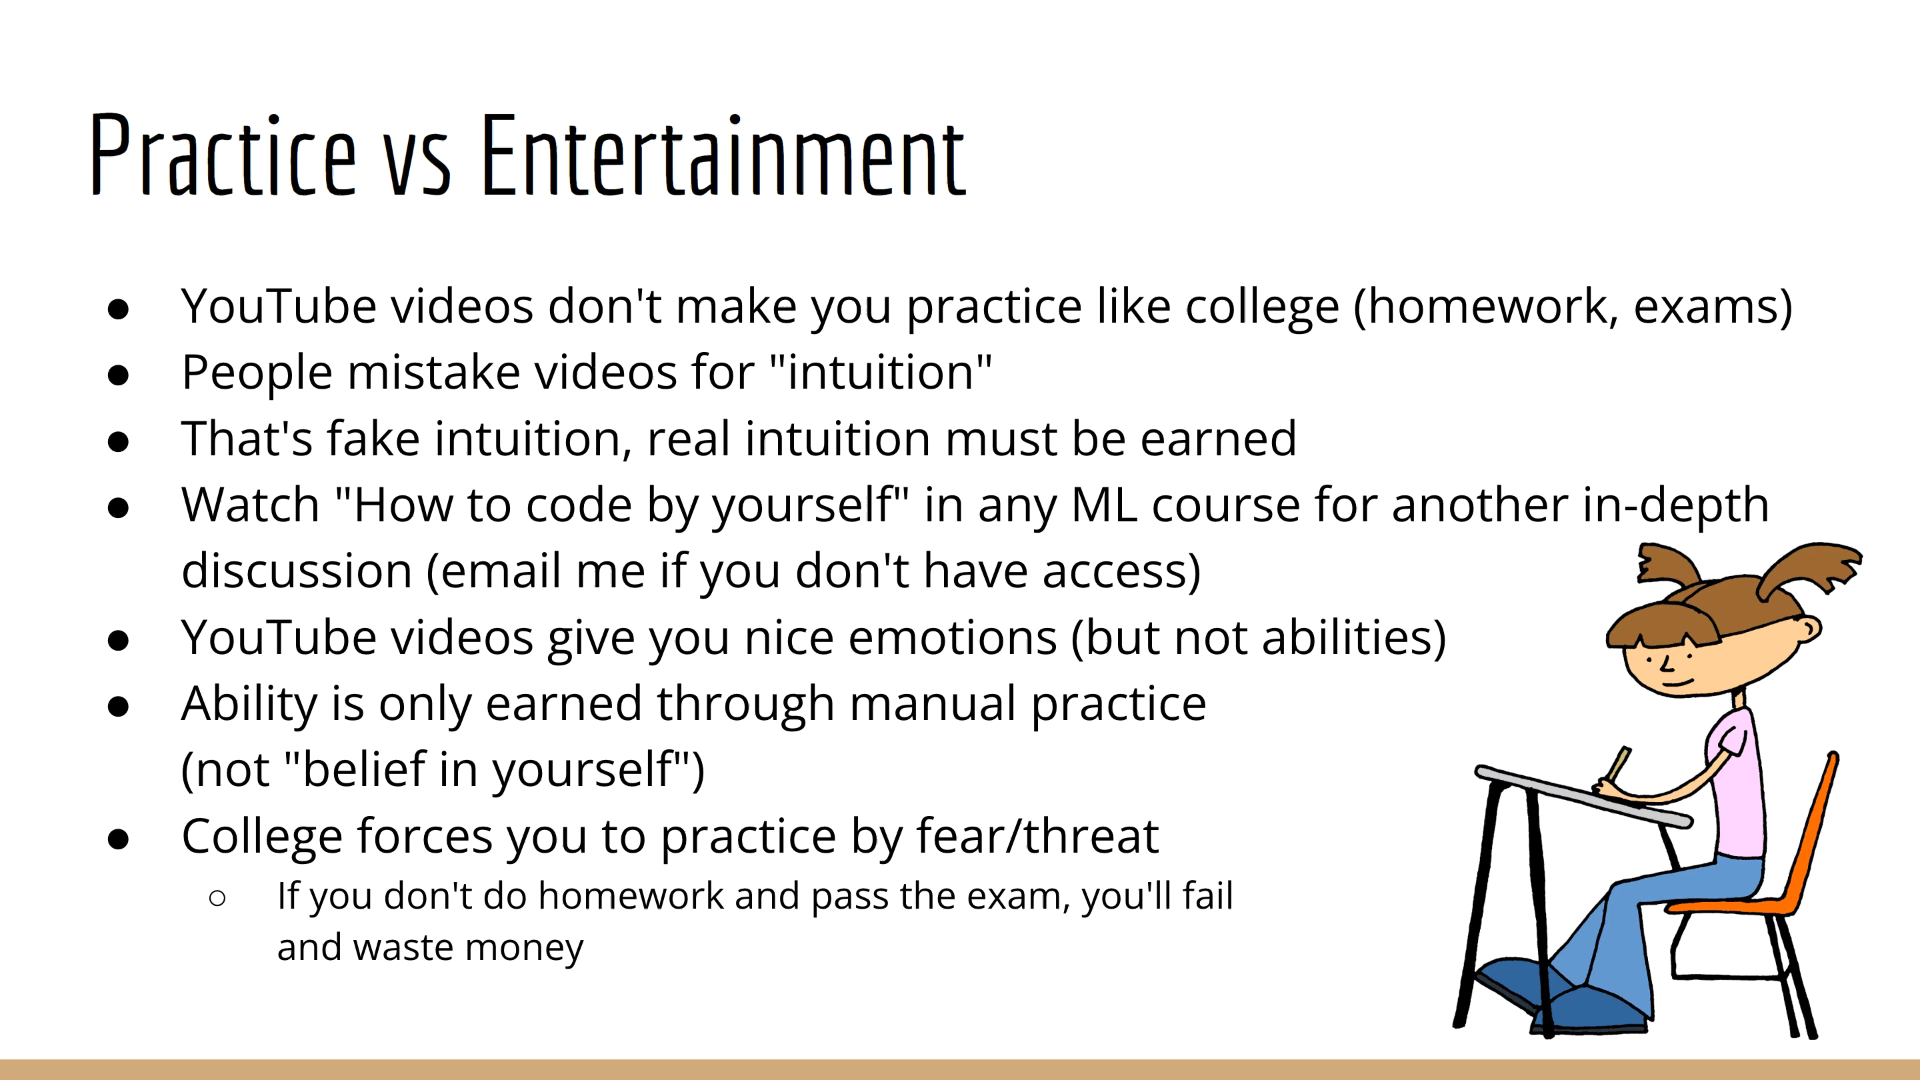 Practice vs Entertainment
● YouTube videos don't make you practice like college (homework, exams)
● People mistake videos for "intuition"
● That's fake intuition, real intuition must be earned
● Watch "How to code by yourself" in any ML course for another in-depth
discussion (email me if you don't have access)
● YouTube videos give you nice emotions (but not abilities)
● Ability is only earned through manual practice
(not "belief in yourself")
● College forces you to practice by fear/threat
○ If you don't do homework and pass the exam, you'll fail
and waste money